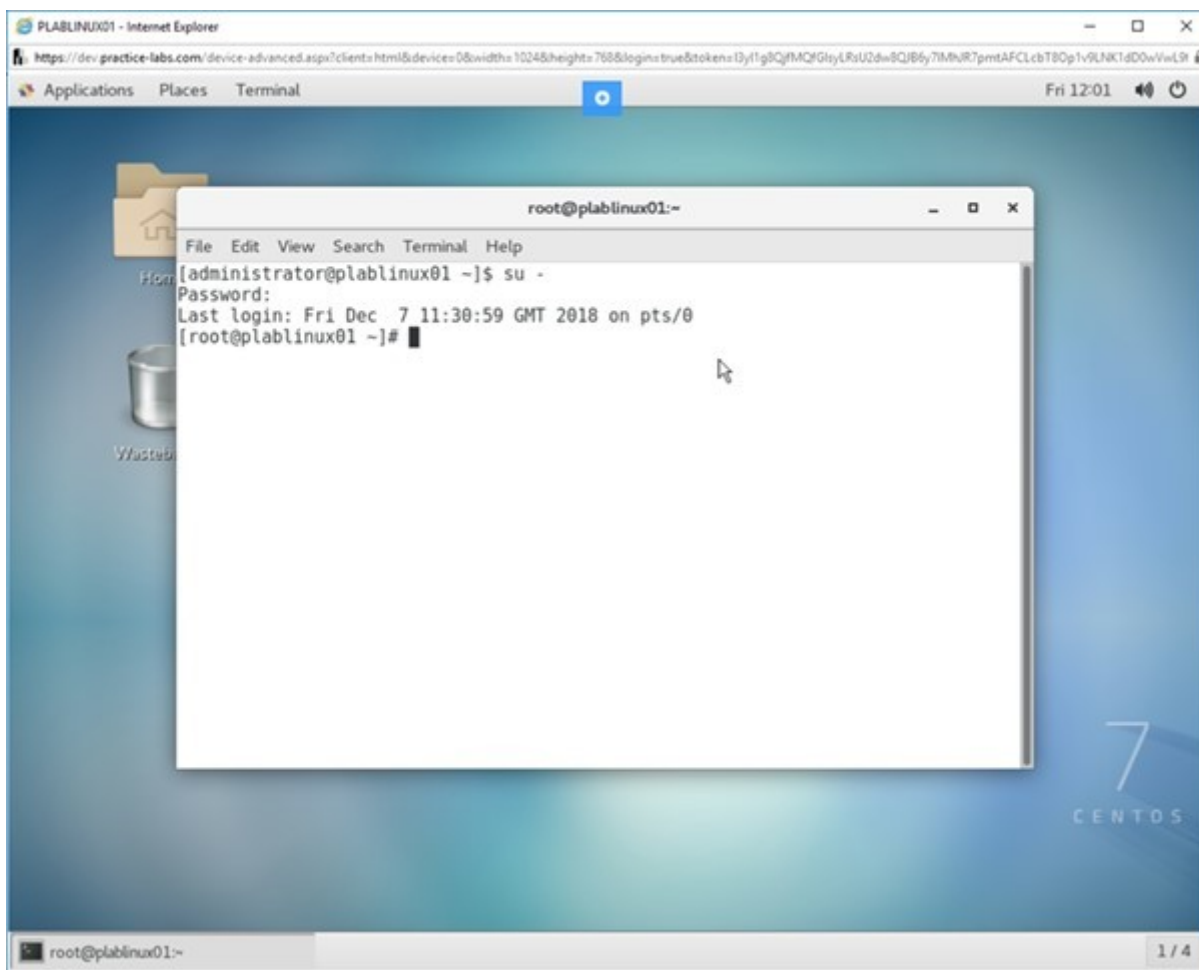 PLABLINUX01 - Internet Explorer
Applications Places Terminal
Fri 12:01
root@plablinux01:~
File Edit View Search Terminal Help
[administrator@plablinux01 ~]$ su -
Password:
Last login: Fri Dec  7 11:30:59 GMT 2018 on pts/0
[root@plablinux01 ~]#
7
CENTOS
root@plablinux01:~
1 / 4